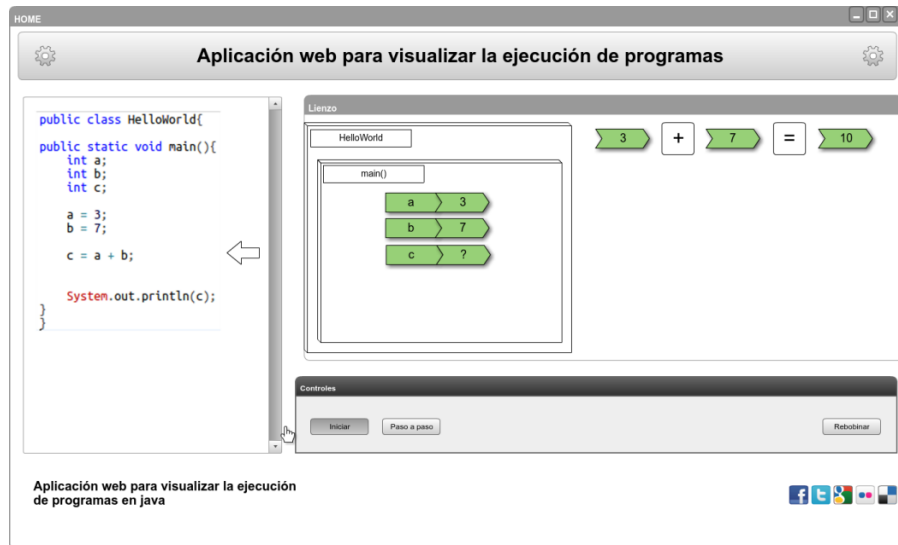 HOME
Aplicación web para visualizar la ejecución de programas
public class HelloWorld{
public static void main(){
int a;
int b;
int c;
a = 3;
b = 7;
c = a + b;
System.out.println(c);
}
}
Lienzo
HelloWorld
main()
a 3
b 7
c ?
3 + 7 = 10
Controles
Iniciar
Paso a paso
Rebobinar
Aplicación web para visualizar la ejecución
de programas en java